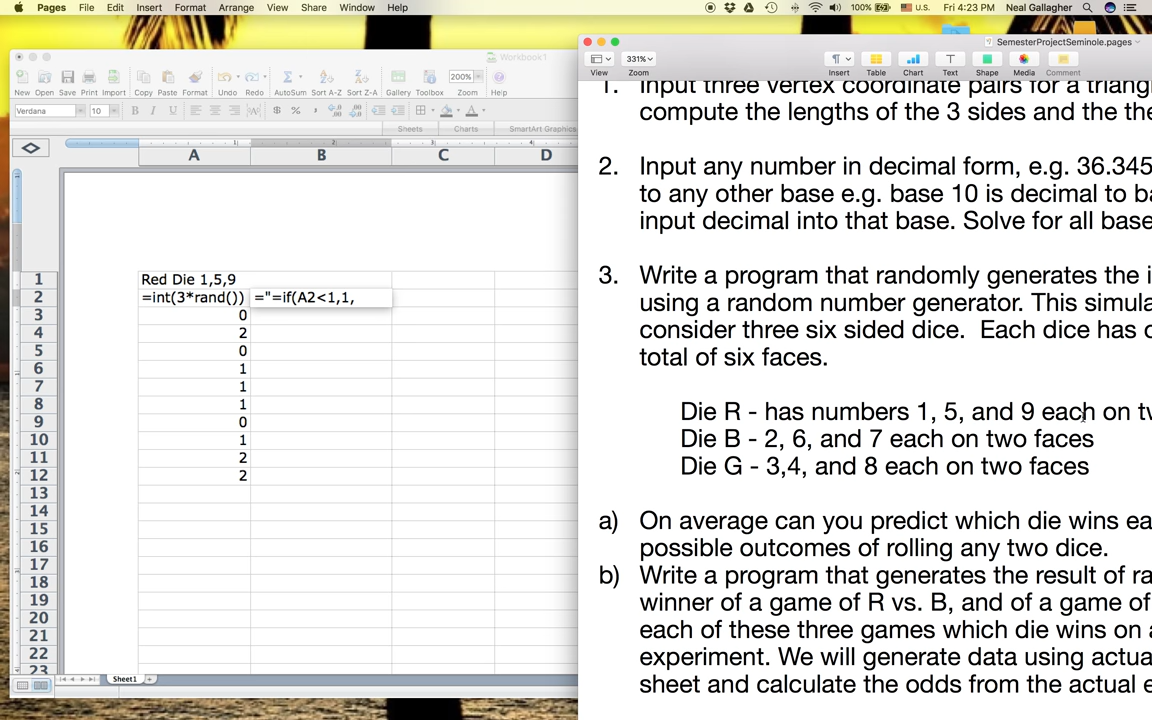 Pages File Edit Insert Format Arrange View Share Window Help 100% U.S. Fri 4:23 PM Neal Gallagher
Workbook1
New Open Save Print Import Copy Paste Format Undo Redo AutoSum Sort A-Z Sort Z-A Gallery Toolbox Zoom Help
200%
Verdana 10 B I U
Sheets Charts SmartArt Graphics
A B C D
1 Red Die 1,5,9
2 =int(3*rand()) ="=if(A2<1,1,
3 0
4 2
5 0
6 1
7 1
8 1
9 0
10 1
11 2
12 2
13
14
15
16
17
18
19
20
21
22
23
Sheet1
SemesterProjectSeminole.pages
331%
View Zoom Insert Table Chart Text Shape Media Comment
1. Input three vertex coordinate pairs for a triang
compute the lengths of the 3 sides and the the
2. Input any number in decimal form, e.g. 36.345
to any other base e.g. base 10 is decimal to ba
input decimal into that base. Solve for all base
3. Write a program that randomly generates the i
using a random number generator. This simula
consider three six sided dice. Each dice has o
total of six faces.
Die R - has numbers 1, 5, and 9 each on tw
Die B - 2, 6, and 7 each on two faces
Die G - 3,4, and 8 each on two faces
a) On average can you predict which die wins ea
possible outcomes of rolling any two dice.
b) Write a program that generates the result of ra
winner of a game of R vs. B, and of a game of
each of these three games which die wins on a
experiment. We will generate data using actua
sheet and calculate the odds from the actual e